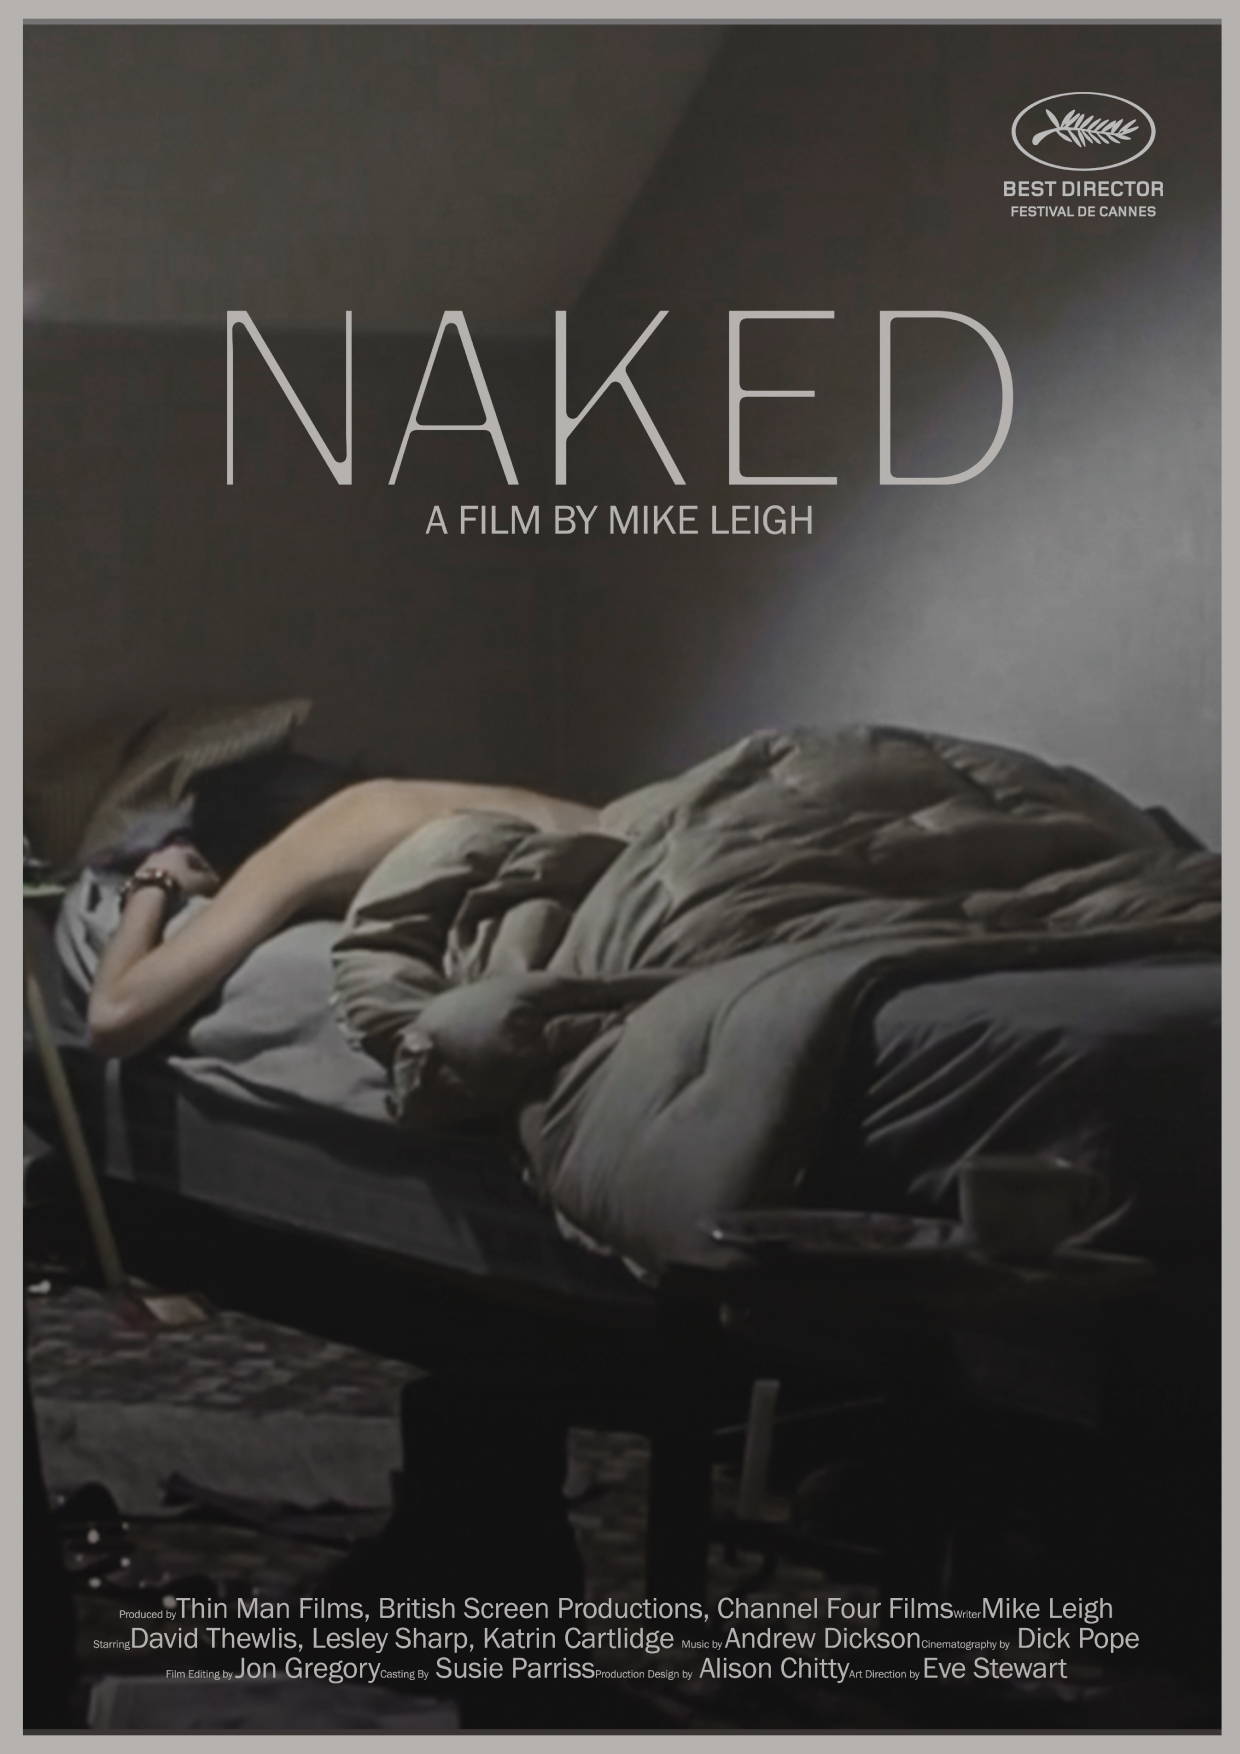 BEST DIRECTOR
FESTIVAL DE CANNES
NAKED
A FILM BY MIKE LEIGH
Produced by Thin Man Films, British Screen Productions, Channel Four Films Writer Mike Leigh
Starring David Thewlis, Lesley Sharp, Katrin Cartlidge Music by Andrew Dickson Cinematography by Dick Pope
Film Editing by Jon Gregory Casting By Susie Parriss Production Design by Alison Chitty Art Direction by Eve Stewart